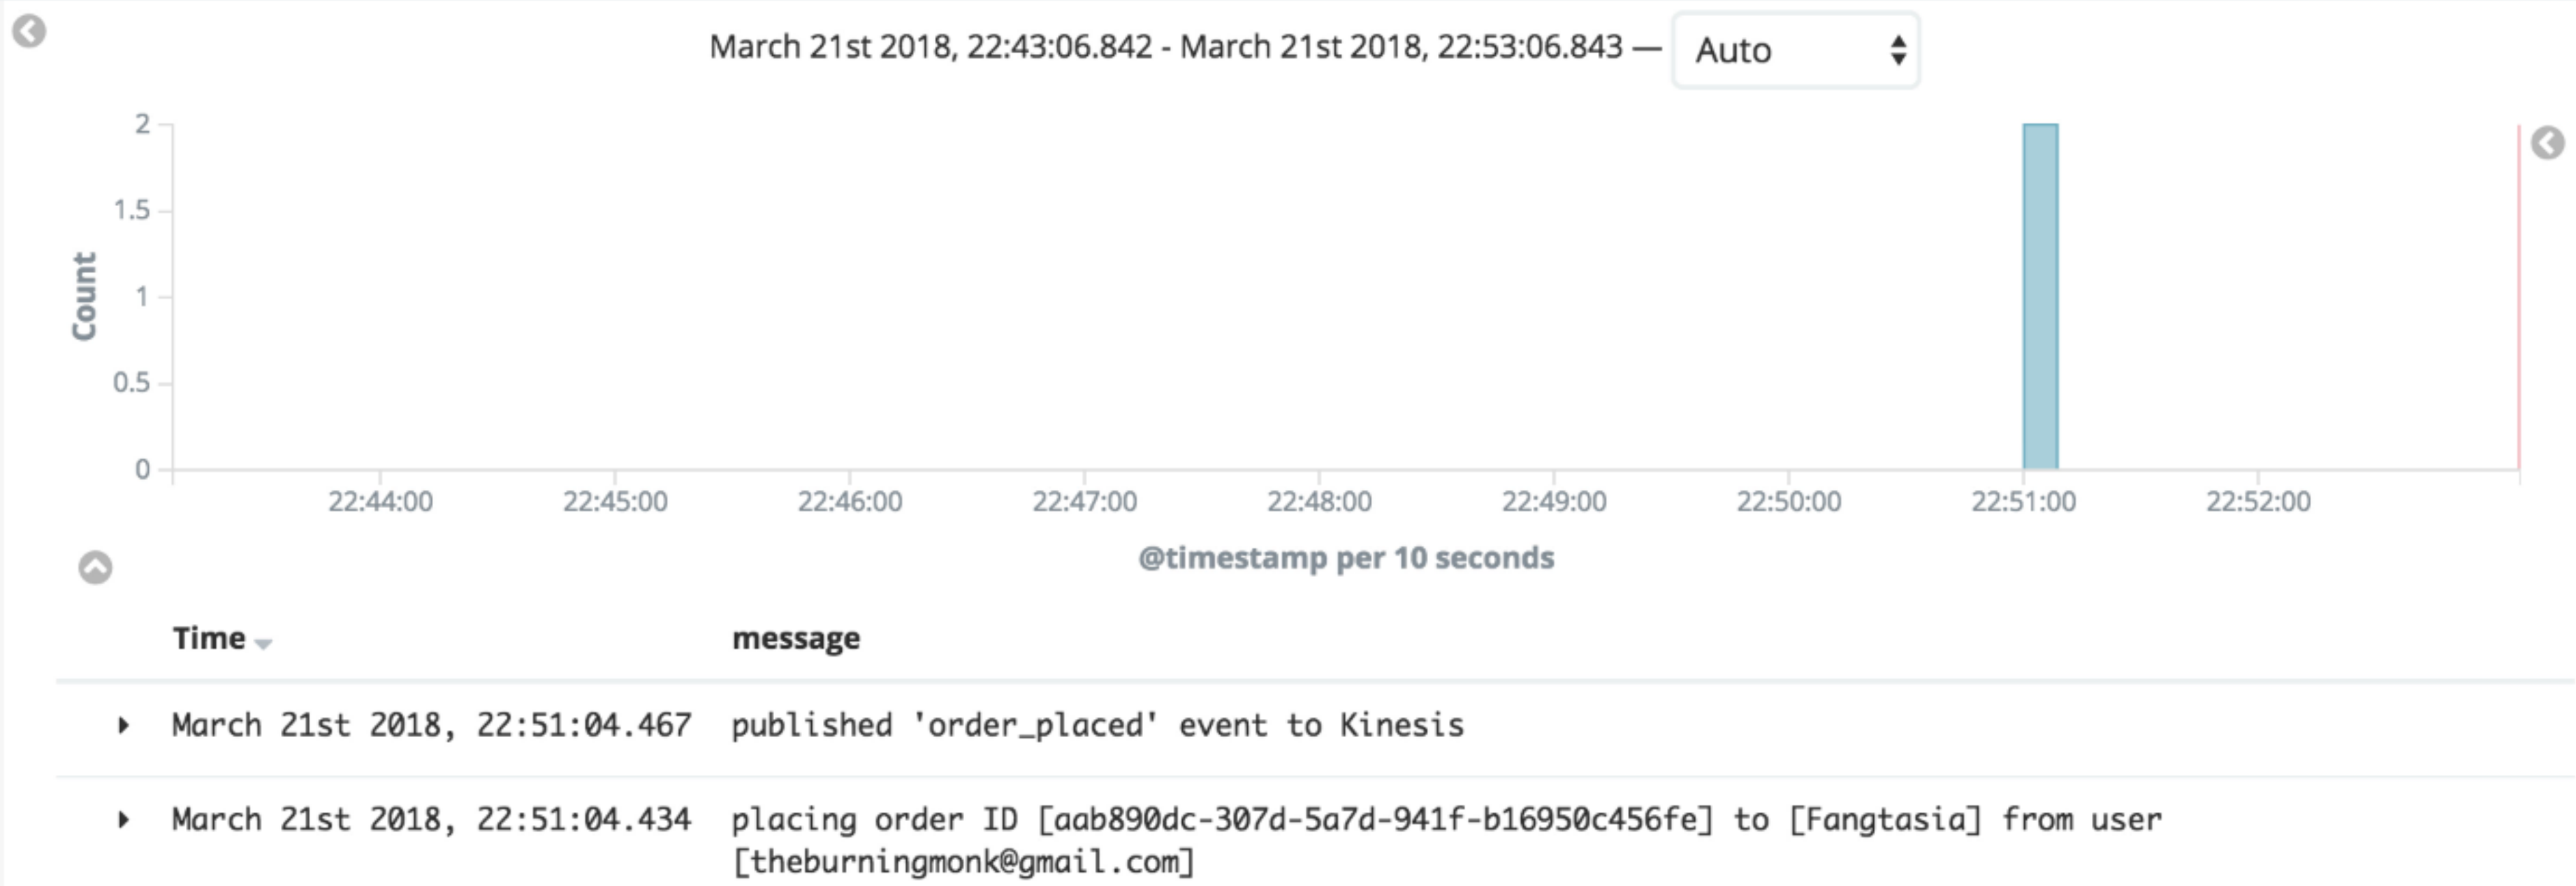 March 21st 2018, 22:43:06.842 - March 21st 2018, 22:53:06.843 — Auto
2
1.5
1
0.5
0
Count
22:44:00 22:45:00 22:46:00 22:47:00 22:48:00 22:49:00 22:50:00 22:51:00 22:52:00
@timestamp per 10 seconds
Time message
March 21st 2018, 22:51:04.467 published 'order_placed' event to Kinesis
March 21st 2018, 22:51:04.434 placing order ID [aab890dc-307d-5a7d-941f-b16950c456fe] to [Fangtasia] from user
[theburningmonk@gmail.com]